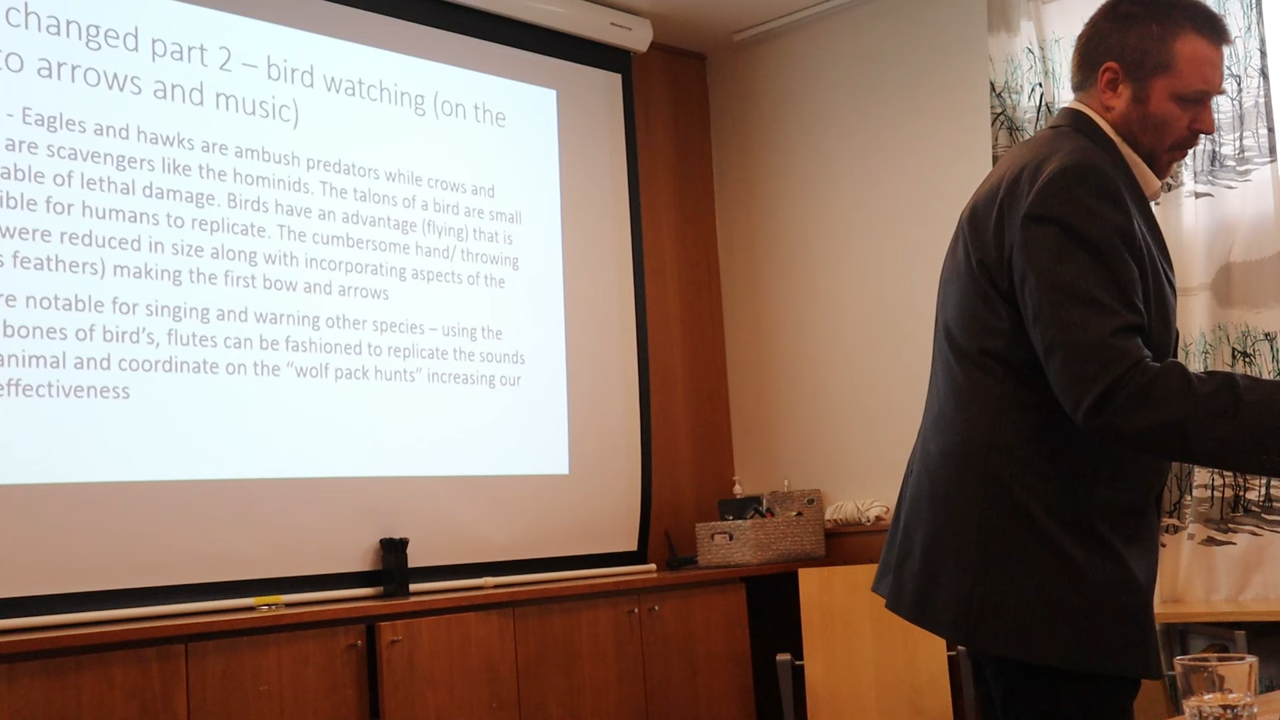 changed part 2 – bird watching (on the
to arrows and music)
- Eagles and hawks are ambush predators while crows and
are scavengers like the hominids. The talons of a bird are small
able of lethal damage. Birds have an advantage (flying) that is
ible for humans to replicate. The cumbersome hand/ throwing
were reduced in size along with incorporating aspects of the
s feathers) making the first bow and arrows
re notable for singing and warning other species – using the
bones of bird's, flutes can be fashioned to replicate the sounds
animal and coordinate on the "wolf pack hunts" increasing our
effectiveness